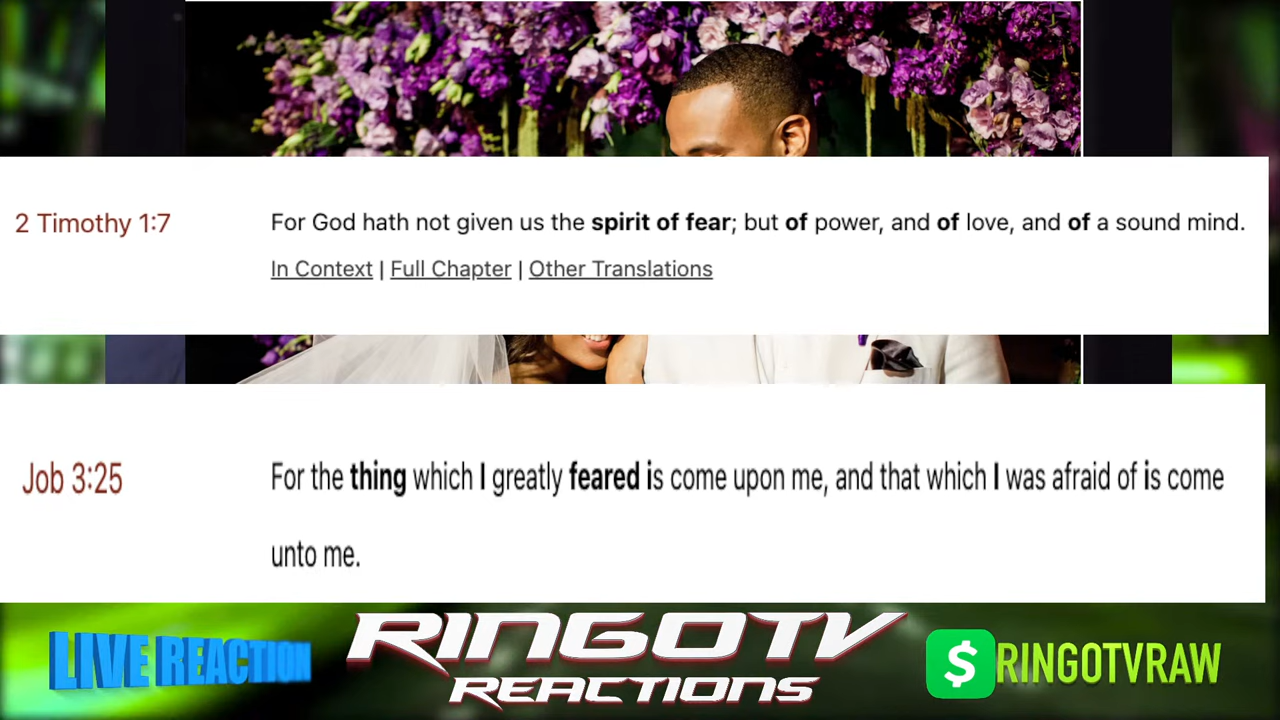 2 Timothy 1:7 For God hath not given us the spirit of fear; but of power, and of love, and of a sound mind.
In Context | Full Chapter | Other Translations
Job 3:25 For the thing which I greatly feared is come upon me, and that which I was afraid of is come
unto me.
LIVE REACTION
RINGOTV
REACTIONS
$ RINGOTVRAW